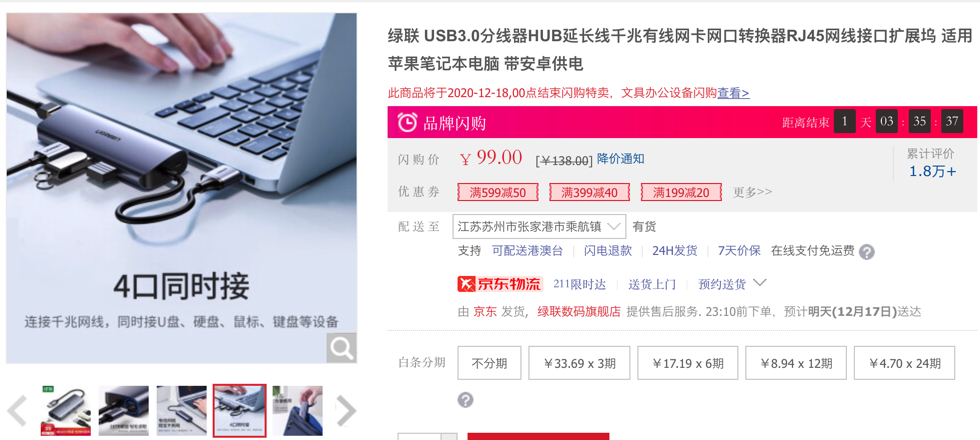 绿联 USB3.0分线器HUB延长线千兆有线网卡网口转换器RJ45网线接口扩展坞 适用
苹果笔记本电脑 带安卓供电
此商品将于2020-12-18,00点结束闪购特卖，文具办公设备闪购查看>
品牌闪购
距离结束 1 天 03 : 35 : 37
闪购价 ￥99.00 [￥138.00] 降价通知
累计评价
1.8万+
优惠券 满599减50 满399减40 满199减20 更多>>
配送至 江苏苏州市张家港市乘航镇 有货
支持 可配送港澳台 闪电退款 24H发货 7天价保 在线支付免运费 ?
京东物流 211限时达 送货上门 预约送货
由 京东 发货, 绿联数码旗舰店 提供售后服务. 23:10前下单，预计明天(12月17日)送达
白条分期 不分期 ￥33.69 x 3期 ￥17.19 x 6期 ￥8.94 x 12期 ￥4.70 x 24期
?
UGREEN
4口同时接
连接千兆网线，同时接U盘、硬盘、鼠标、键盘等设备
4口同时接